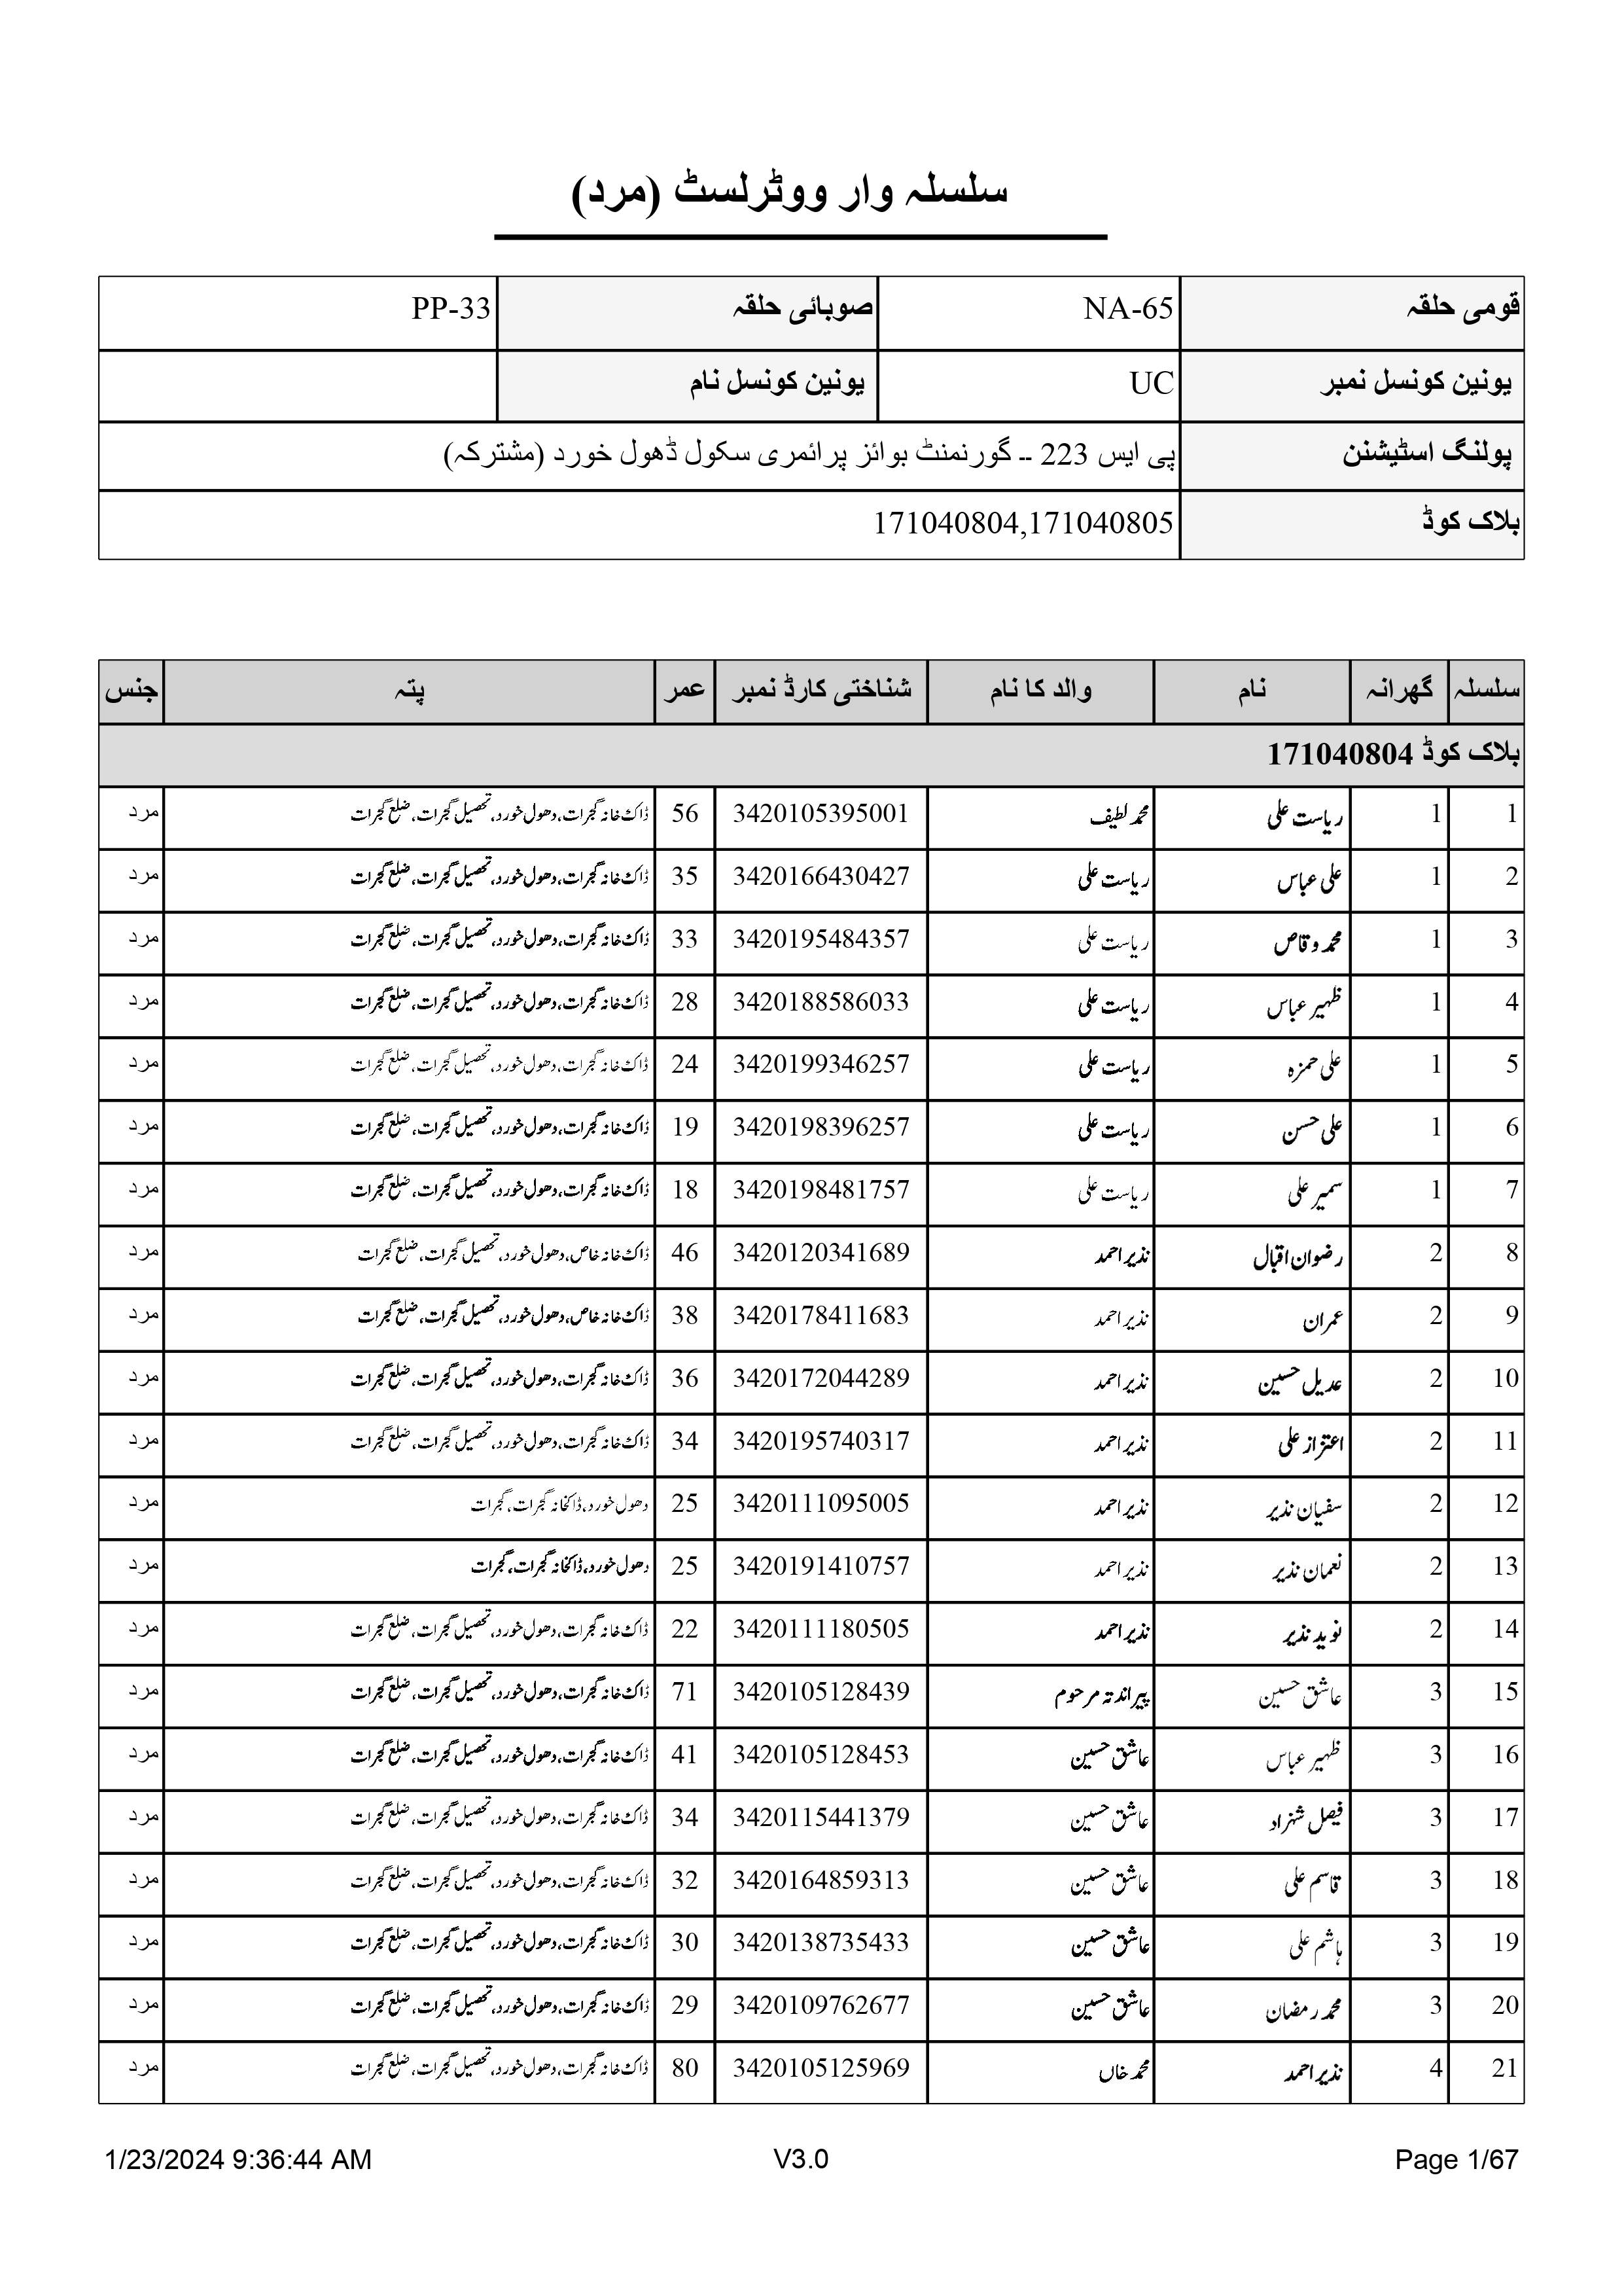 سلسلہ وار ووٹرلسٹ (مرد)
قومی حلقہ NA-65 صوبائی حلقہ PP-33
یونین کونسل نمبر UC یونین کونسل نام
پولنگ اسٹیشن پی ایس 223 -- گورنمنٹ بوائز پرائمری سکول ڈھول خورد (مشترکہ)
بلاک کوڈ 171040804,171040805
سلسلہ گھرانہ نام والد کا نام شناختی کارڈ نمبر عمر پتہ جنس
بلاک کوڈ 171040804
1 1 ریاست علی محمد لطیف 3420105395001 56 ڈاک خانہ گجرات، دھول خورد، تحصیل گجرات، ضلع گجرات مرد
2 1 علی عباس ریاست علی 3420166430427 35 ڈاک خانہ گجرات، دھول خورد، تحصیل گجرات، ضلع گجرات مرد
3 1 محمد وقاص ریاست علی 3420195484357 33 ڈاک خانہ گجرات، دھول خورد، تحصیل گجرات، ضلع گجرات مرد
4 1 ظہیر عباس ریاست علی 3420188586033 28 ڈاک خانہ گجرات، دھول خورد، تحصیل گجرات، ضلع گجرات مرد
5 1 علی حمزہ ریاست علی 3420199346257 24 ڈاک خانہ گجرات، دھول خورد، تحصیل گجرات، ضلع گجرات مرد
6 1 علی حسن ریاست علی 3420198396257 19 ڈاک خانہ گجرات، دھول خورد، تحصیل گجرات، ضلع گجرات مرد
7 1 سمیر علی ریاست علی 3420198481757 18 ڈاک خانہ گجرات، دھول خورد، تحصیل گجرات، ضلع گجرات مرد
8 2 رضوان اقبال نذیر احمد 3420120341689 46 ڈاک خانہ خاص، دھول خورد، تحصیل گجرات، ضلع گجرات مرد
9 2 عمران نذیر احمد 3420178411683 38 ڈاک خانہ خاص، دھول خورد، تحصیل گجرات، ضلع گجرات مرد
10 2 عدیل حسین نذیر احمد 3420172044289 36 ڈاک خانہ گجرات، دھول خورد، تحصیل گجرات، ضلع گجرات مرد
11 2 اعتزاز علی نذیر احمد 3420195740317 34 ڈاک خانہ گجرات، دھول خورد، تحصیل گجرات، ضلع گجرات مرد
12 2 سفیان نذیر نذیر احمد 3420111095005 25 دھول خورد، ڈاکخانہ گجرات، گجرات مرد
13 2 نعمان نذیر نذیر احمد 3420191410757 25 دھول خورد، ڈاکخانہ گجرات، گجرات مرد
14 2 نوید نذیر نذیر احمد 3420111180505 22 ڈاک خانہ گجرات، دھول خورد، تحصیل گجرات، ضلع گجرات مرد
15 3 عاشق حسین پیراندتہ مرحوم 3420105128439 71 ڈاک خانہ گجرات، دھول خورد، تحصیل گجرات، ضلع گجرات مرد
16 3 ظہیر عباس عاشق حسین 3420105128453 41 ڈاک خانہ گجرات، دھول خورد، تحصیل گجرات، ضلع گجرات مرد
17 3 فیصل شہزاد عاشق حسین 3420115441379 34 ڈاک خانہ گجرات، دھول خورد، تحصیل گجرات، ضلع گجرات مرد
18 3 قاسم علی عاشق حسین 3420164859313 32 ڈاک خانہ گجرات، دھول خورد، تحصیل گجرات، ضلع گجرات مرد
19 3 ہاشم علی عاشق حسین 3420138735433 30 ڈاک خانہ گجرات، دھول خورد، تحصیل گجرات، ضلع گجرات مرد
20 3 محمد رمضان عاشق حسین 3420109762677 29 ڈاک خانہ گجرات، دھول خورد، تحصیل گجرات، ضلع گجرات مرد
21 4 نذیر احمد محمد خاں 3420105125969 80 ڈاک خانہ گجرات، دھول خورد، تحصیل گجرات، ضلع گجرات مرد
1/23/2024 9:36:44 AM V3.0 Page 1/67